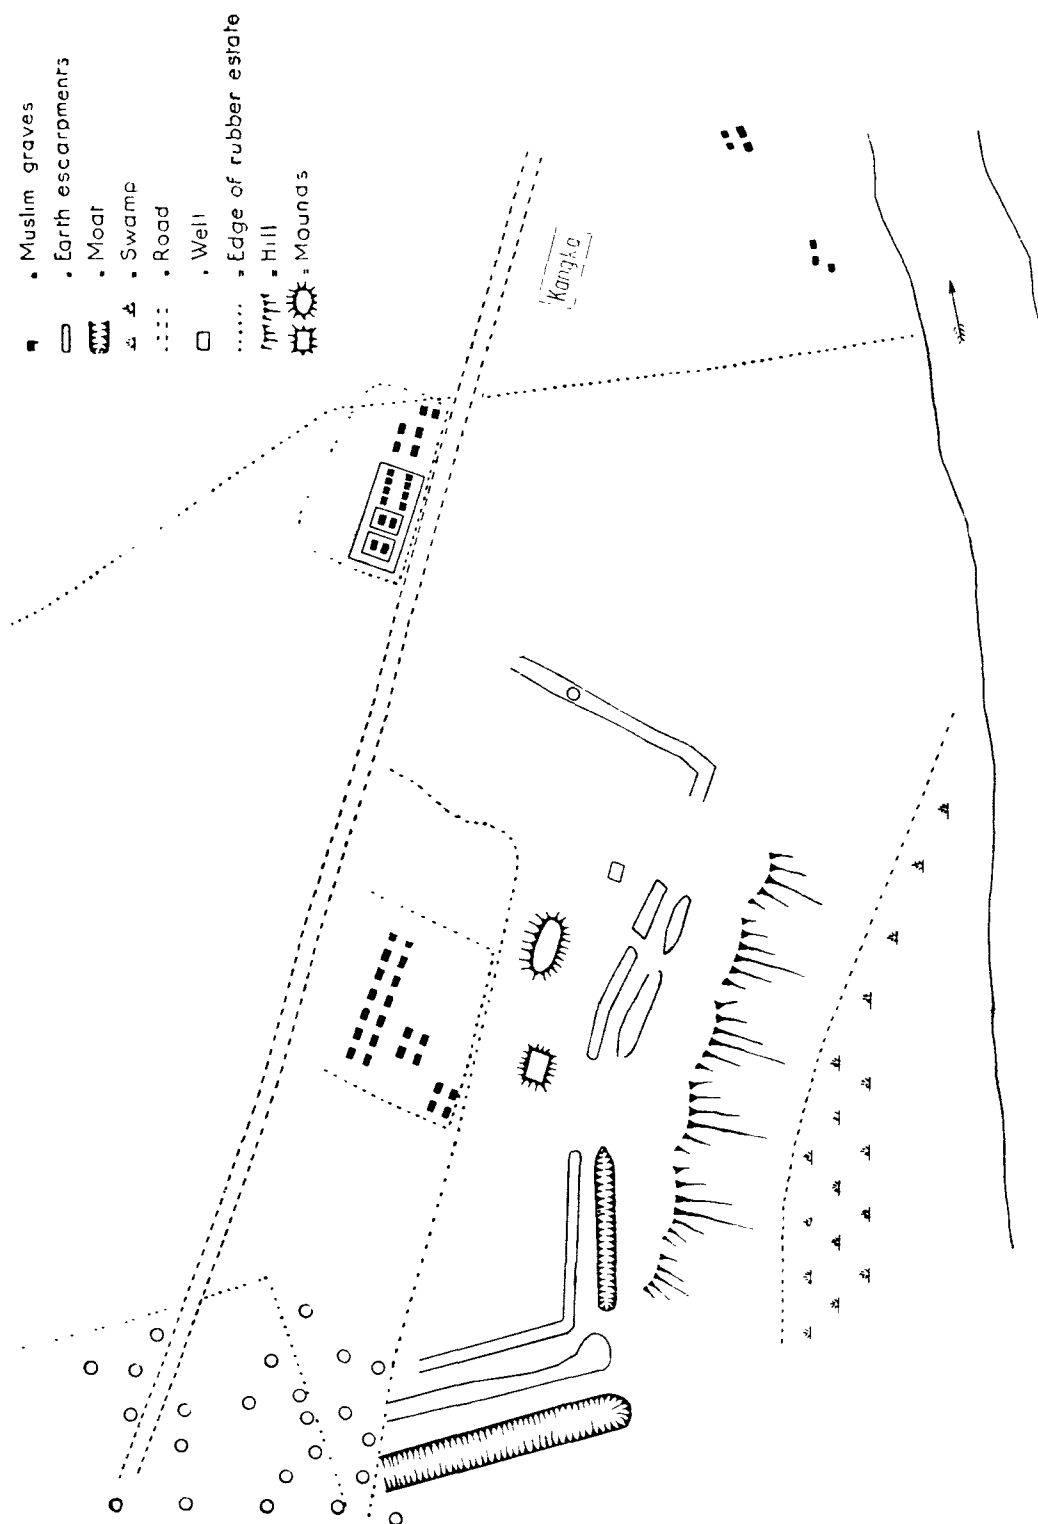 . Muslim graves
. Earth escarpments
. Moat
. Swamp
. Road
. Well
= Edge of rubber estate
= Hill
= Mounds
Kangka